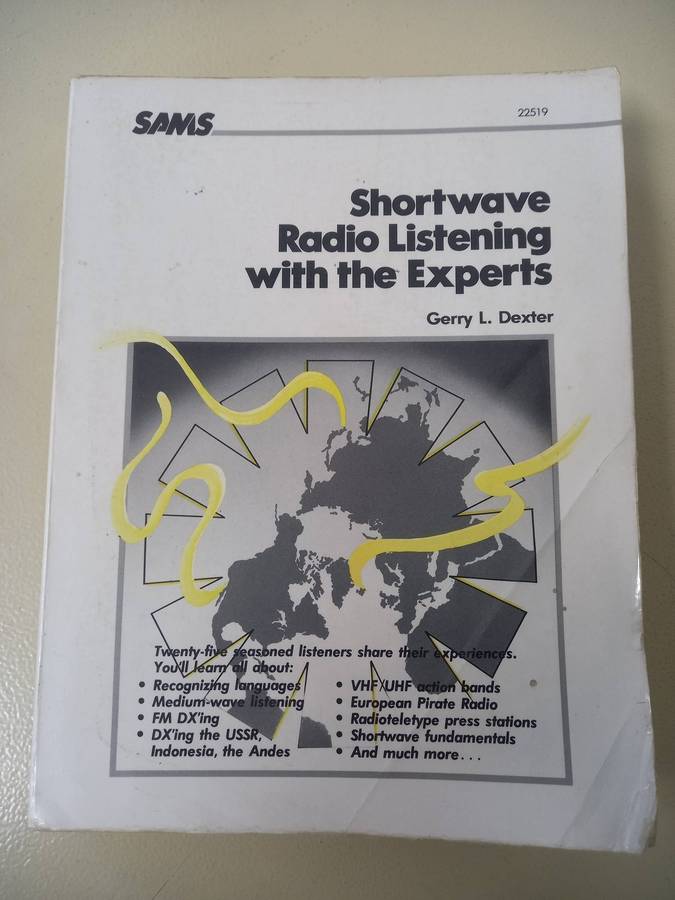 SAMS
22519
Shortwave
Radio Listening
with the Experts
Gerry L. Dexter
Twenty-five seasoned listeners share their experiences.
You'll learn all about:
• Recognizing languages
• Medium-wave listening
• FM DX'ing
• DX'ing the USSR,
Indonesia, the Andes
• VHF/UHF action bands
• European Pirate Radio
• Radioteletype press stations
• Shortwave fundamentals
• And much more...